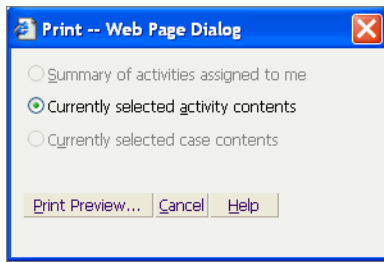 Print -- Web Page Dialog
Summary of activities assigned to me
Currently selected activity contents
Currently selected case contents
Print Preview... Cancel Help